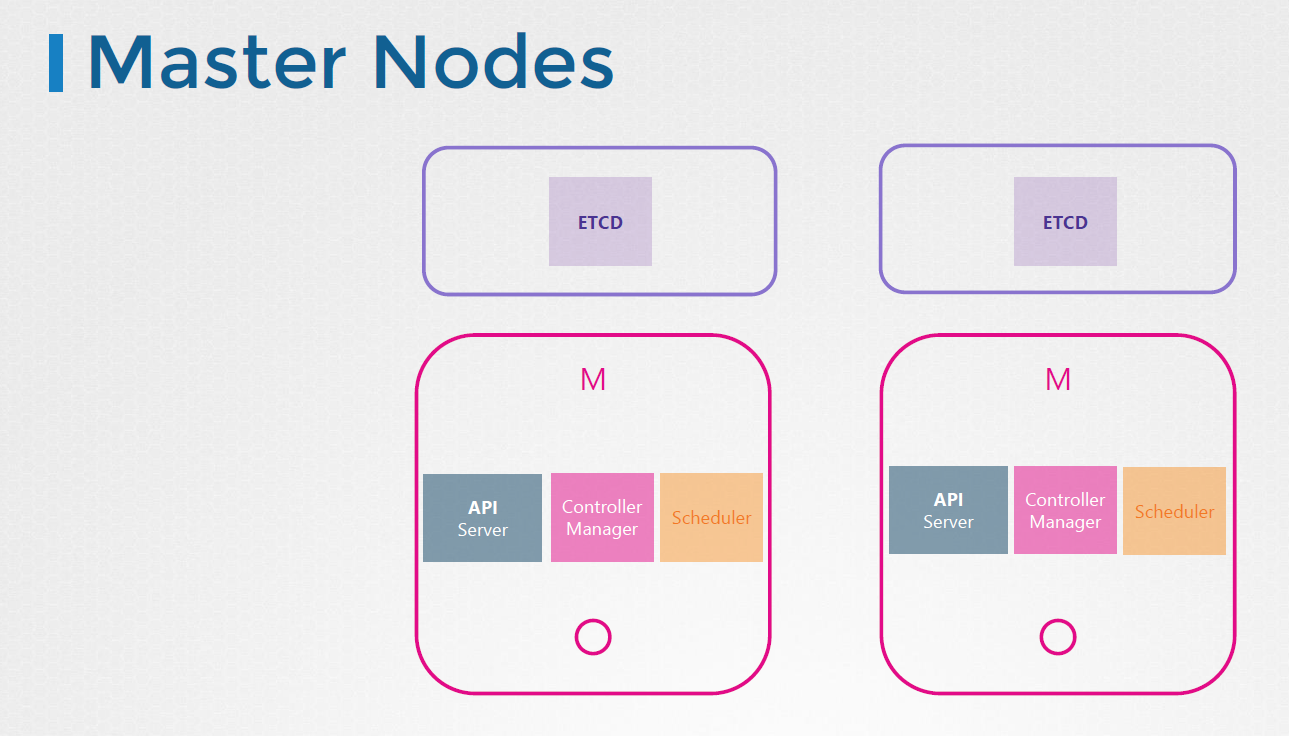 Master Nodes
ETCD
ETCD
M
M
API
Server
Controller
Manager
Scheduler
API
Server
Controller
Manager
Scheduler